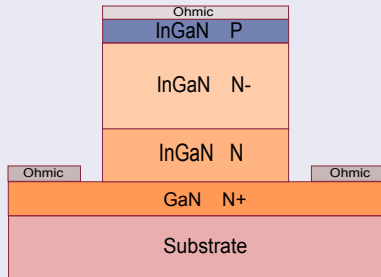 Ohmic
InGaN P
InGaN N-
InGaN N
Ohmic Ohmic
GaN N+
Substrate